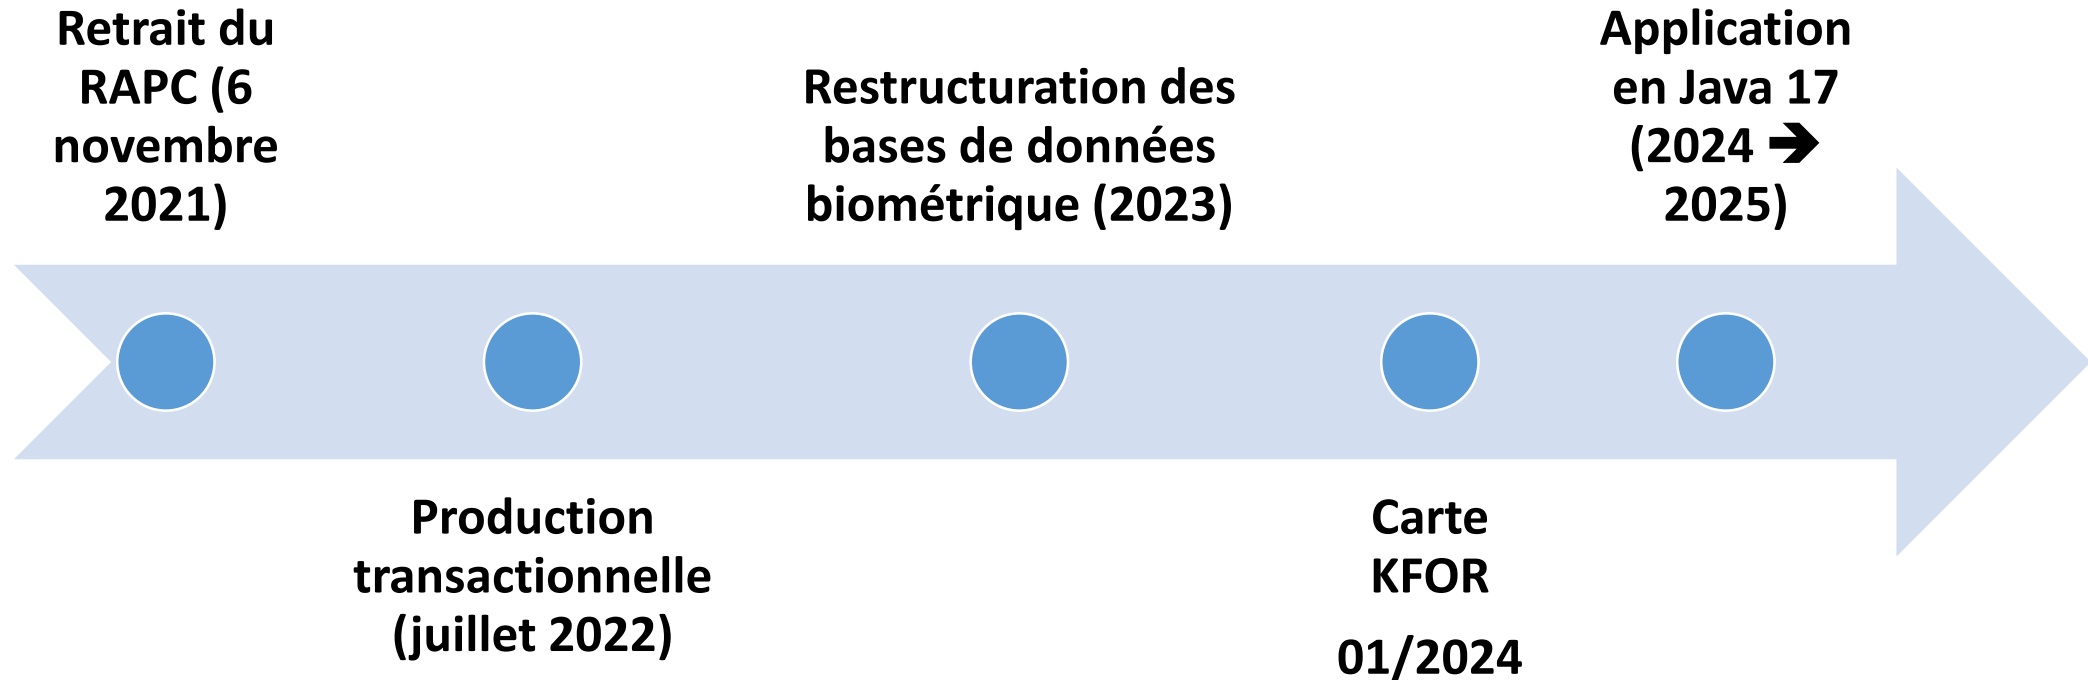 Retrait du
RAPC (6
novembre
2021)
Production
transactionnelle
(juillet 2022)
Restructuration des
bases de données
biométrique (2023)
Carte
KFOR
01/2024
Application
en Java 17
(2024 ➔
2025)